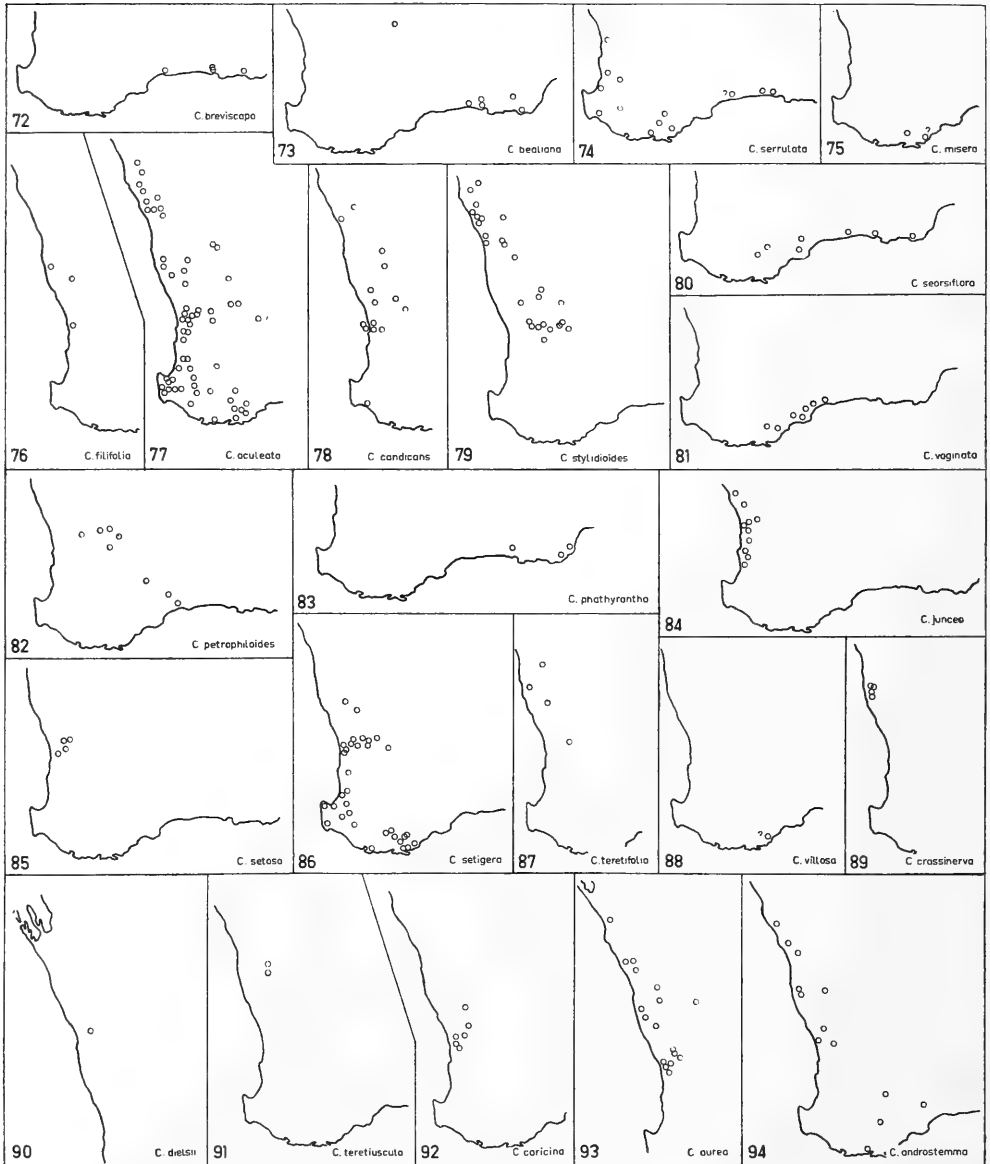 72 C. breviscapa
73 C. bealiana
? 74 C. serrulata
? 75 C. misera
76 C. filifolia
77 C. aculeata
78 C. candicans
79 C. stylidioides
80 C. searsiflora
81 C. vaginata
82 C. petrophiloides
83 C. phathyrantha
84 C. juncea
85 C. setosa
86 C. setigera
87 C. teretifolia
? 88 C. villosa
89 C. crassinerva
90 C. dielsii
91 C. teretiuscula
92 C. caricina
93 C. aurea
94 C. androstemma